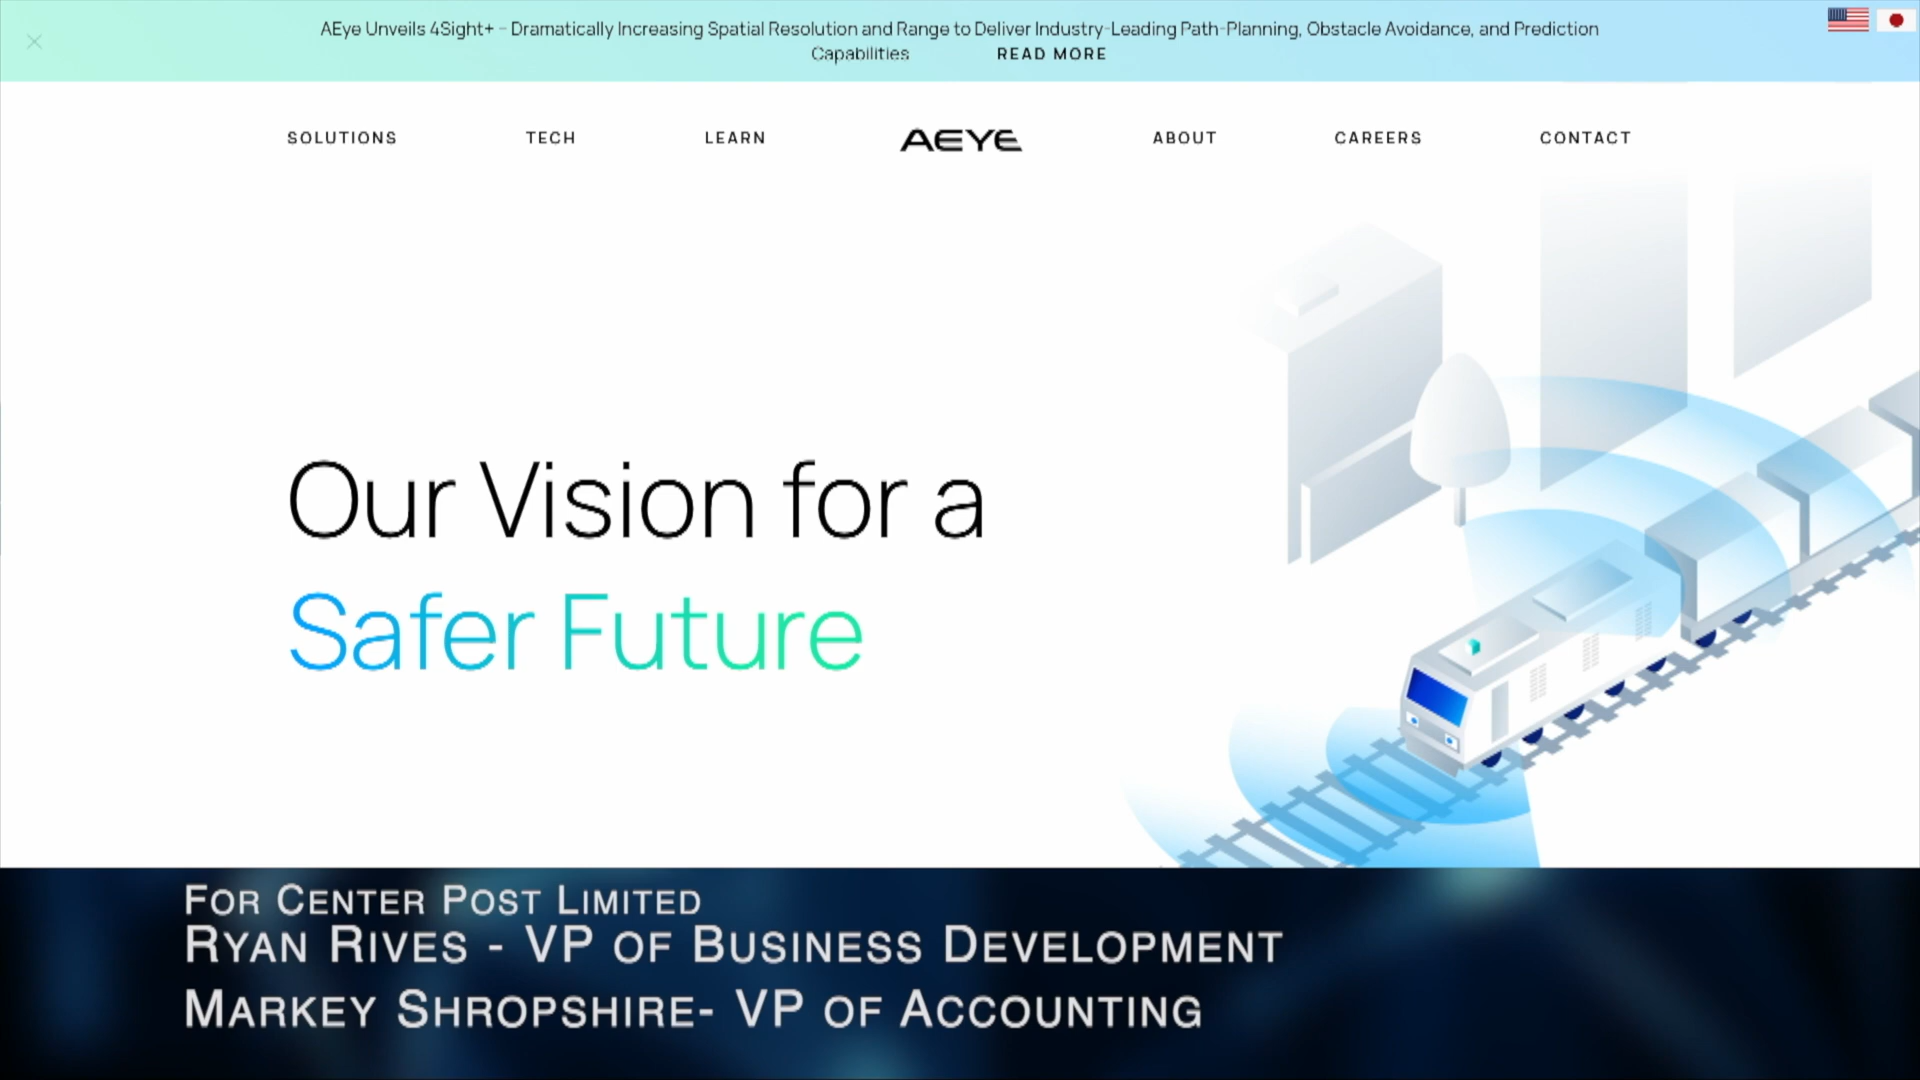 AEye Unveils 4Sight+ – Dramatically Increasing Spatial Resolution and Range to Deliver Industry-Leading Path-Planning, Obstacle Avoidance, and Prediction
Capabilities READ MORE
SOLUTIONS TECH LEARN AEYE ABOUT CAREERS CONTACT
Our Vision for a
Safer Future
FOR CENTER POST LIMITED
RYAN RIVES - VP OF BUSINESS DEVELOPMENT
MARKEY SHROPSHIRE- VP OF ACCOUNTING